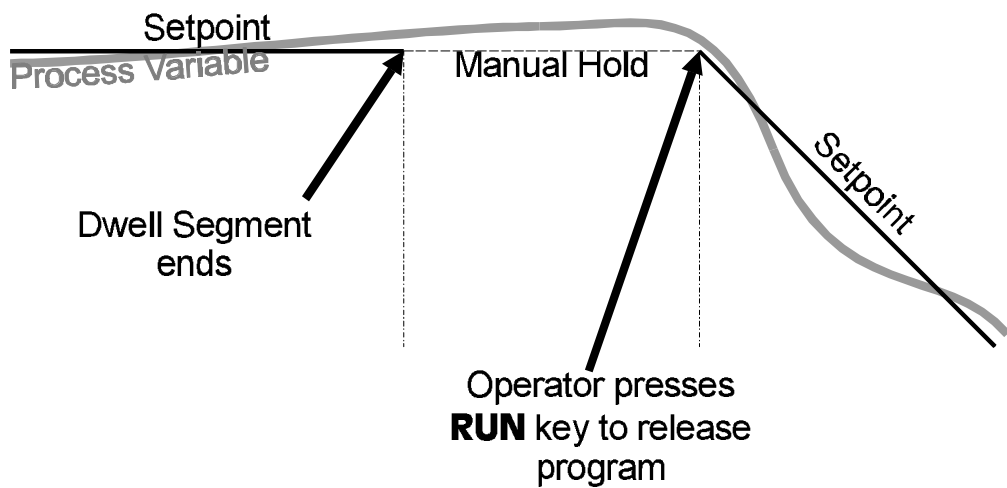 Setpoint
Process Variable
Manual Hold
Setpoint
Dwell Segment
ends
Operator presses
RUN key to release
program